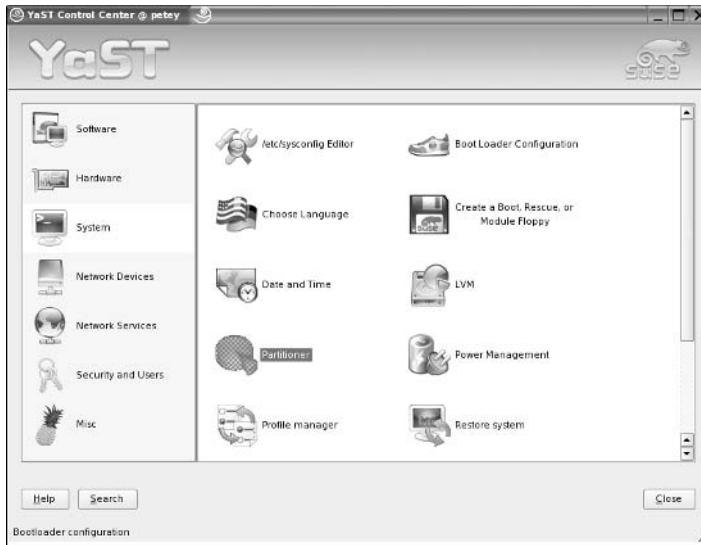 YaST Control Center @ petey
YaST
SUSE
Software
Hardware
System
Network Devices
Network Services
Security and Users
Misc
/etc/sysconfig Editor
Boot Loader Configuration
Choose Language
Create a Boot, Rescue, or
Module Floppy
Date and Time
LVM
Partitioner
Power Management
Profile manager
Restore system
Help
Search
Close
Bootloader configuration